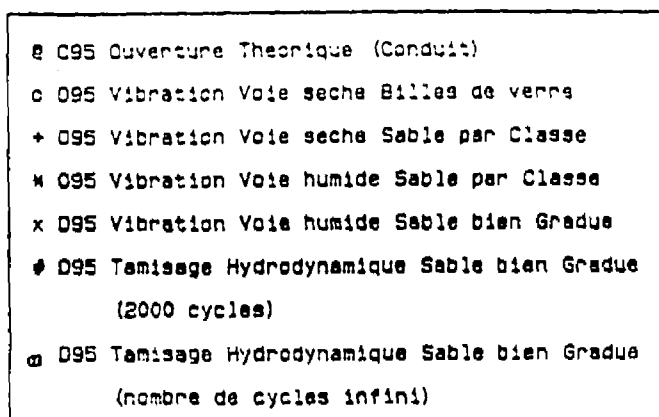 @ C95 Ouverture Theorique (Conduit)
o O95 Vibration Voie seche Billes de verre
+ O95 Vibration Voie seche Sable par Classe
* O95 Vibration Voie humide Sable par Classe
x O95 Vibration Voie humide Sable bien Gradue
# O95 Tamisage Hydrodynamique Sable bien Gradue
(2000 cycles)
O95 Tamisage Hydrodynamique Sable bien Gradue
(nombre de cycles infini)